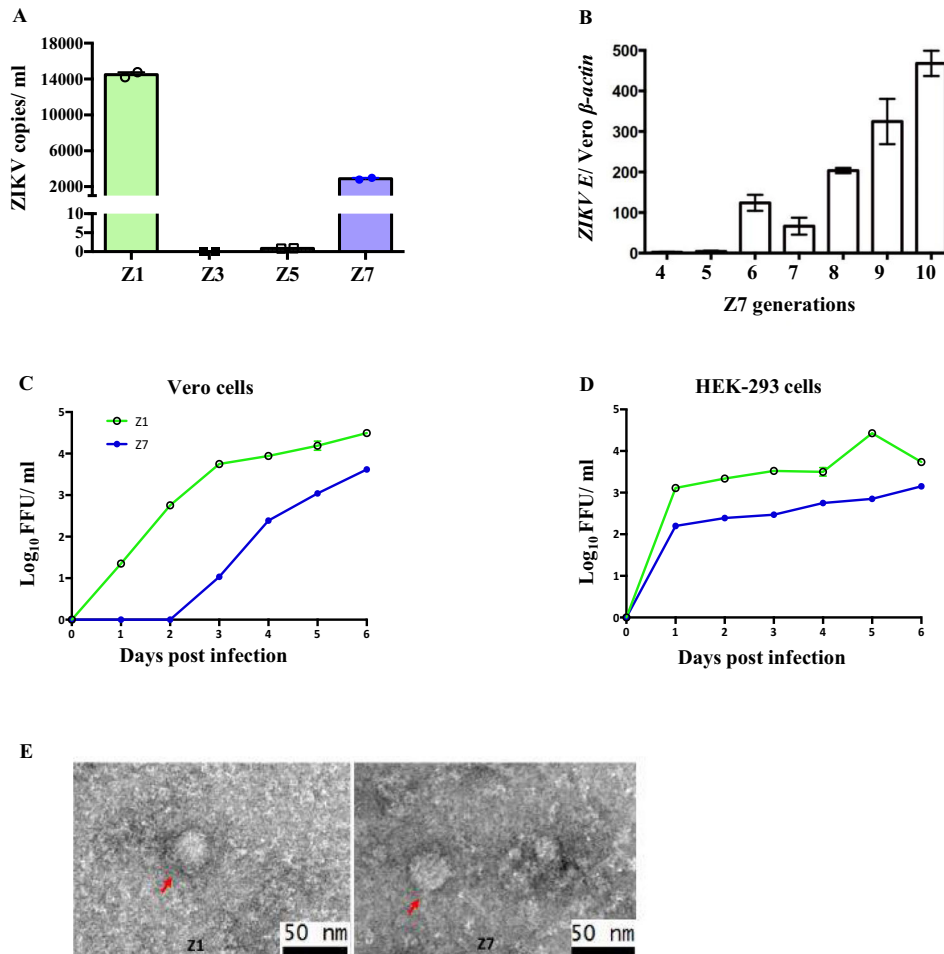 A
ZIKV copies/ ml
18000
14000
10000
6000
2000
10
5
0
Z1 Z3 Z5 Z7
B
ZIKV E/ Vero β-actin
500
400
300
200
100
0
4 5 6 7 8 9 10
Z7 generations
C
Vero cells
Z1
Z7
Log10 FFU/ ml
5
4
3
2
1
0
0 1 2 3 4 5 6
Days post infection
D
HEK-293 cells
Log10 FFU/ ml
5
4
3
2
1
0
0 1 2 3 4 5 6
Days post infection
E
50 nm
Z1
50 nm
Z7